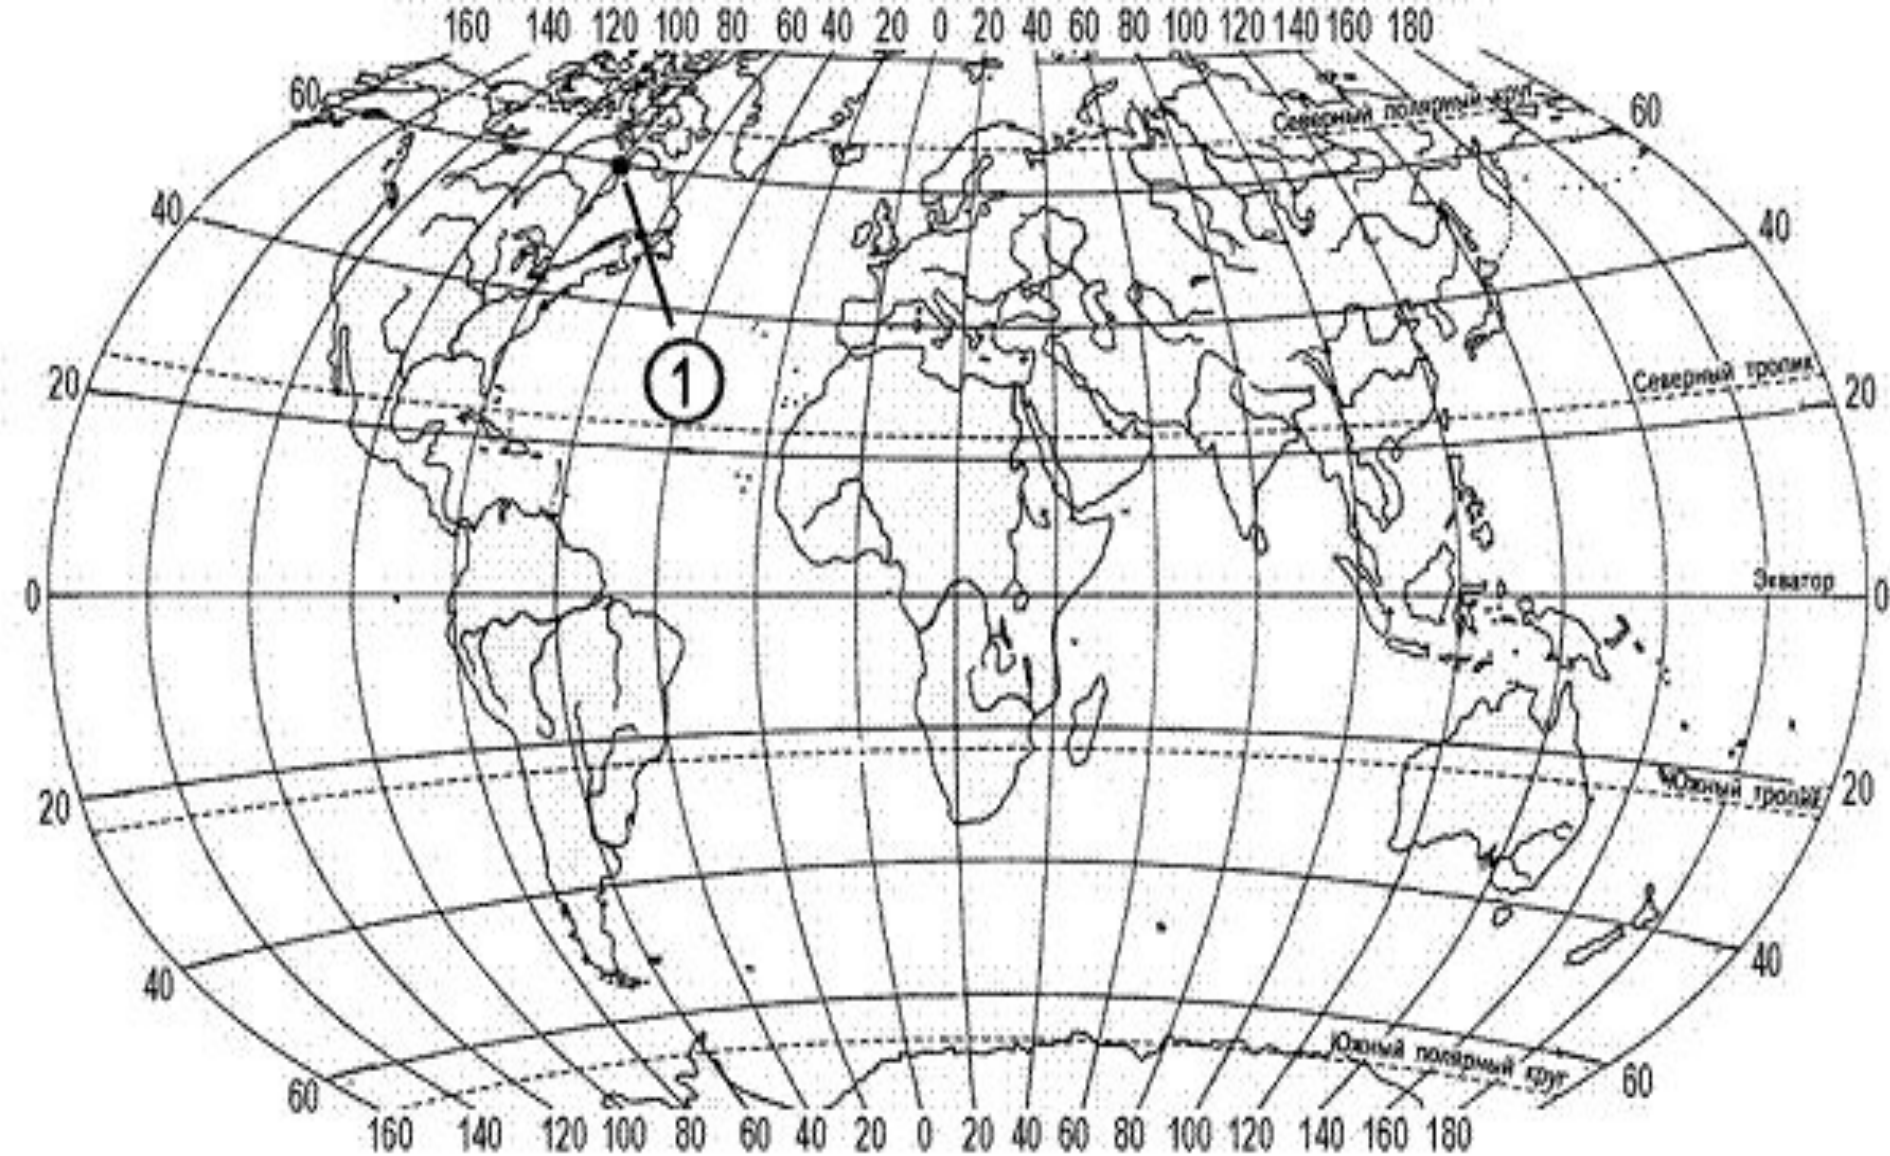 160 140 120 100 80 60 40 20 0 20 40 60 80 100 120 140 160 180
60 Северный полярный круг 60
40 40
1
Северный тропик
20 20
Экватор
0 0
Южный тропик
20 20
40 40
Южный полярный круг
60 60
160 140 120 100 80 60 40 20 0 20 40 60 80 100 120 140 160 180